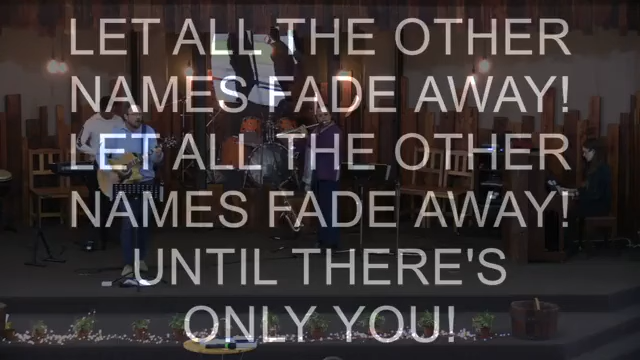 LET ALL THE OTHER
NAMES FADE AWAY!
LET ALL THE OTHER
NAMES FADE AWAY!
UNTIL THERE'S
ONLY YOU!